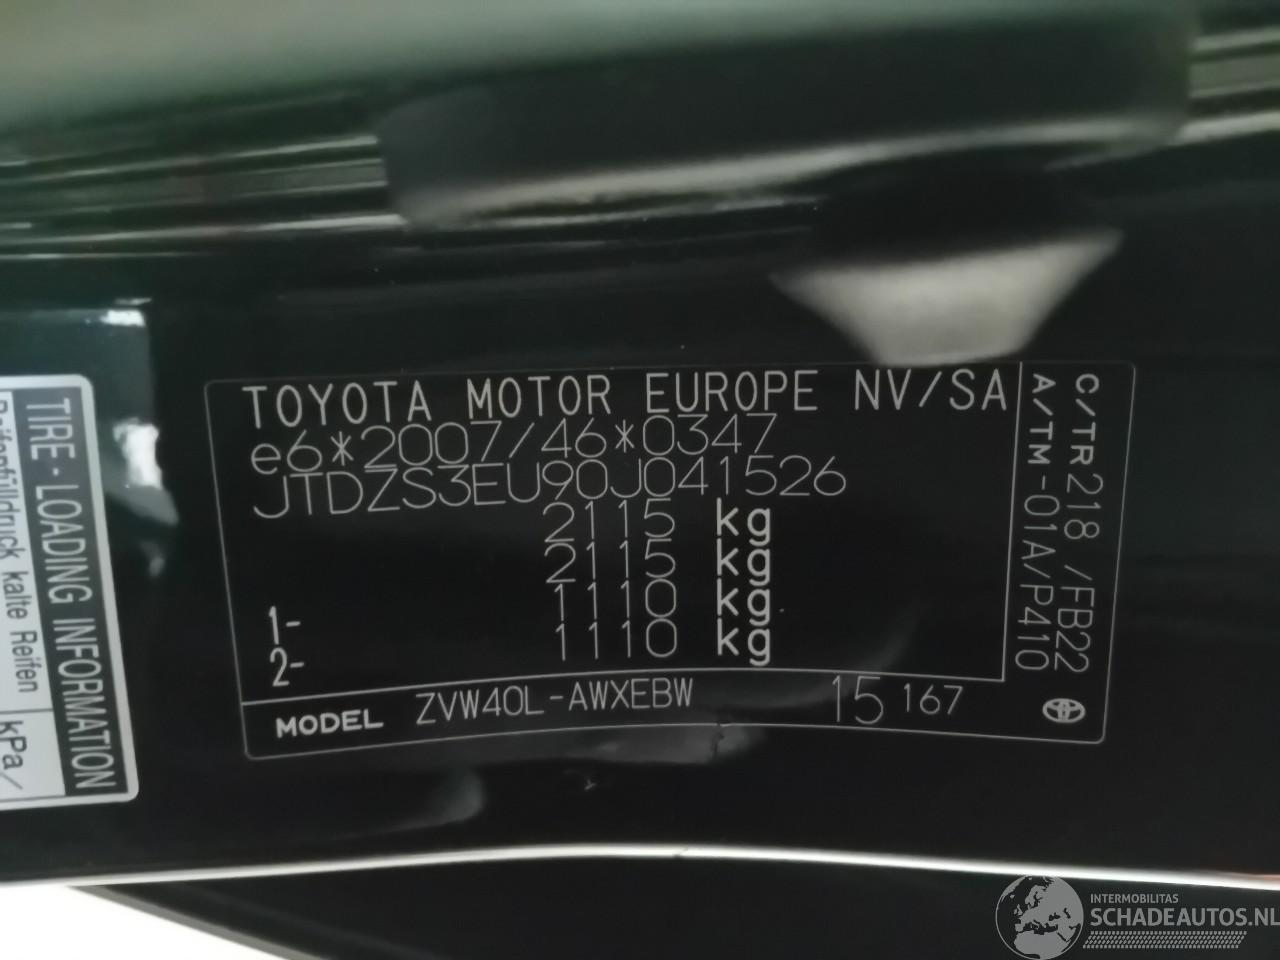 TOYOTA MOTOR EUROPE NV/SA
e6*2007/46*0347
JTDZS3EU90J041526
2115 kg
2115 kg
1- 1110 kg
2- 1110 kg
MODEL ZVW40L-AWXEBW 15 167
C/TR218 /FB22
A/TM-01A/P410
TIRE-LOADING INFORMATION
Reifenfülldruck kalte Reifen
kPa/
INTERMOBILITAS
SCHADEAUTOS.NL